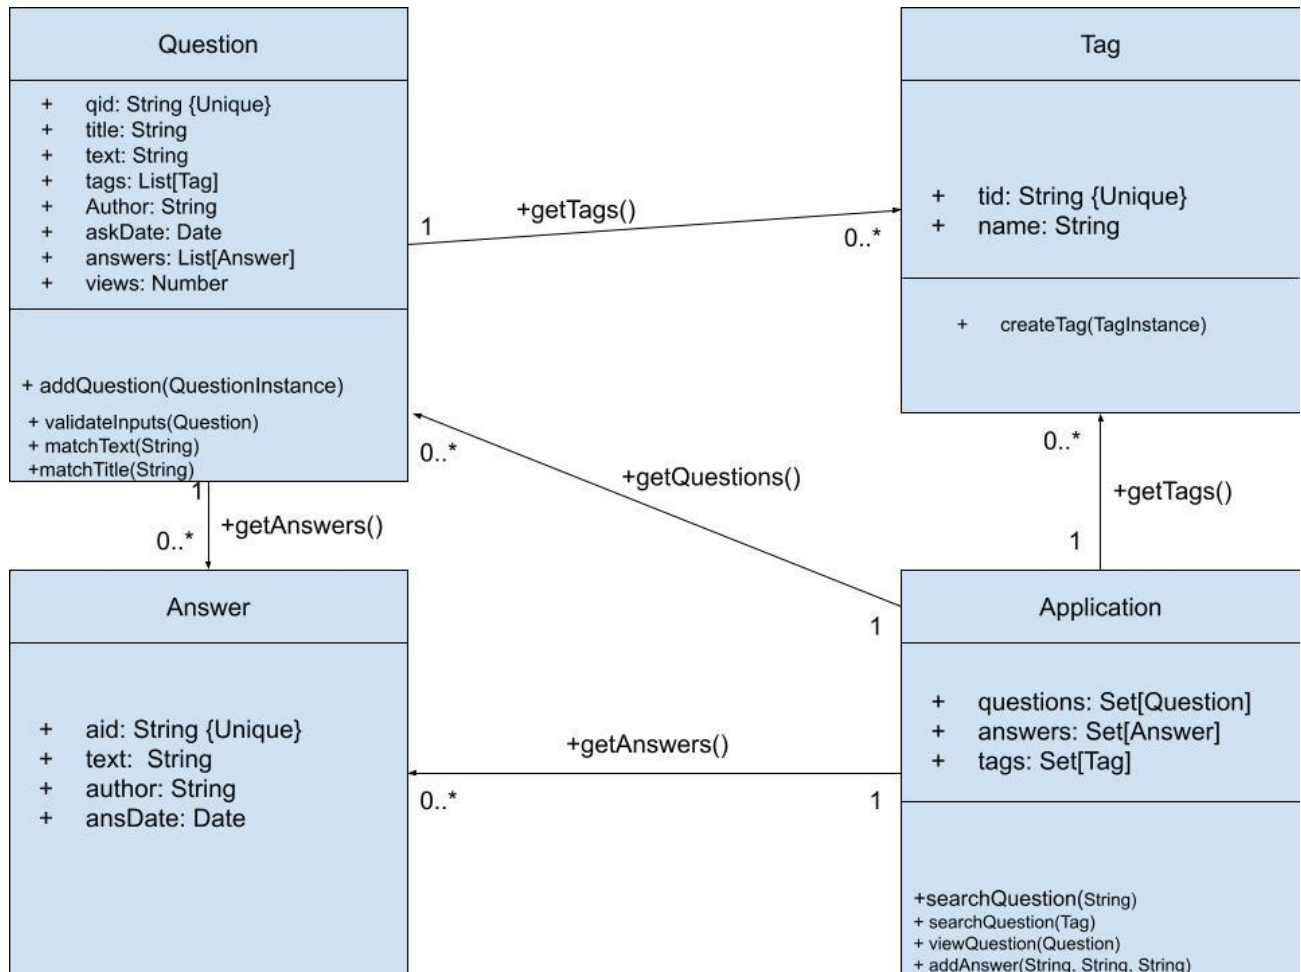 Question
+ qid: String {Unique}
+ title: String
+ text: String
+ tags: List[Tag]
+ Author: String
+ askDate: Date
+ answers: List[Answer]
+ views: Number
+ addQuestion(QuestionInstance)
+ validateInputs(Question)
+ matchText(String)
+matchTitle(String)
1
+getTags()
0..*
Tag
+ tid: String {Unique}
+ name: String
+ createTag(TagInstance)
1
0..*
+getAnswers()
0..*
+getQuestions()
1
0..*
+getTags()
1
Answer
+ aid: String {Unique}
+ text: String
+ author: String
+ ansDate: Date
+getAnswers()
0..*
1
Application
+ questions: Set[Question]
+ answers: Set[Answer]
+ tags: Set[Tag]
+searchQuestion(String)
+ searchQuestion(Tag)
+ viewQuestion(Question)
+ addAnswer(String, String, String)